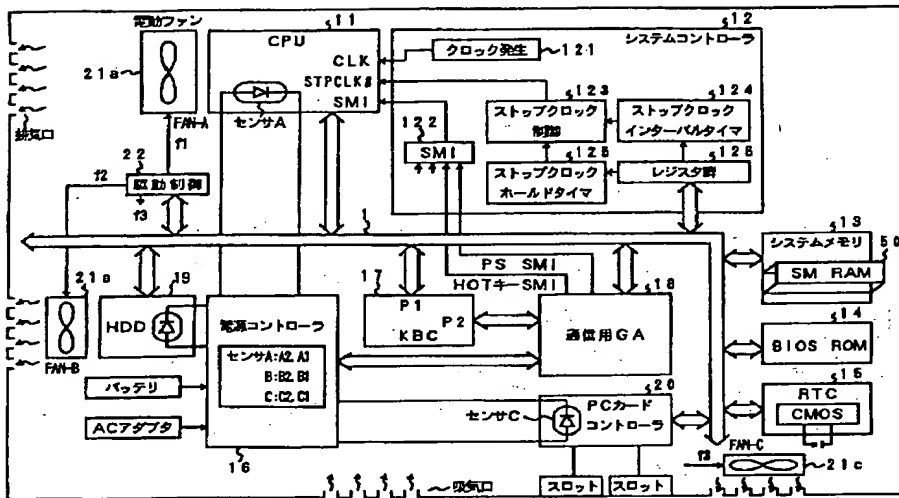 電動ファン
21a
FAN-A
排気口
f1
22
駆動制御
f2
f3
11
CPU
CLK
STPCLK#
SMI
センサA
12
システムコントローラ
クロック発生
121
122
SMI
123
ストップクロック
制御
124
ストップクロック
インターバルタイマ
125
ストップクロック
ホールドタイマ
126
レジスタ群
1
13
システムメモリ
50
SM RAM
PS SMI
HOTキーSMI
21a
FAN-B
19
HDD
電源コントローラ
センサA:A2,A1
B:B2,B1
C:C2,C1
16
バッテリ
ACアダプタ
17
P1
P2
KBC
18
通信用GA
14
BIOS ROM
15
RTC
CMOS
20
PCカード
コントローラ
センサC
スロット
スロット
吸気口
FAN-C
f3
21c